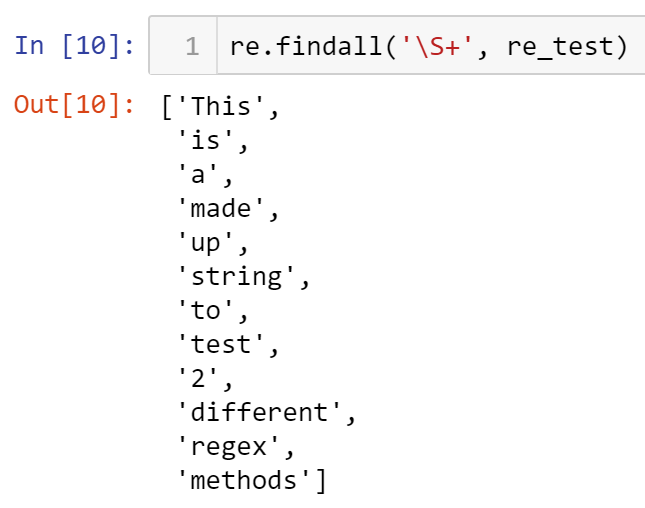 In [10]: 1 re.findall('\S+', re_test)
Out[10]: ['This',
'is',
'a',
'made',
'up',
'string',
'to',
'test',
'2',
'different',
'regex',
'methods']